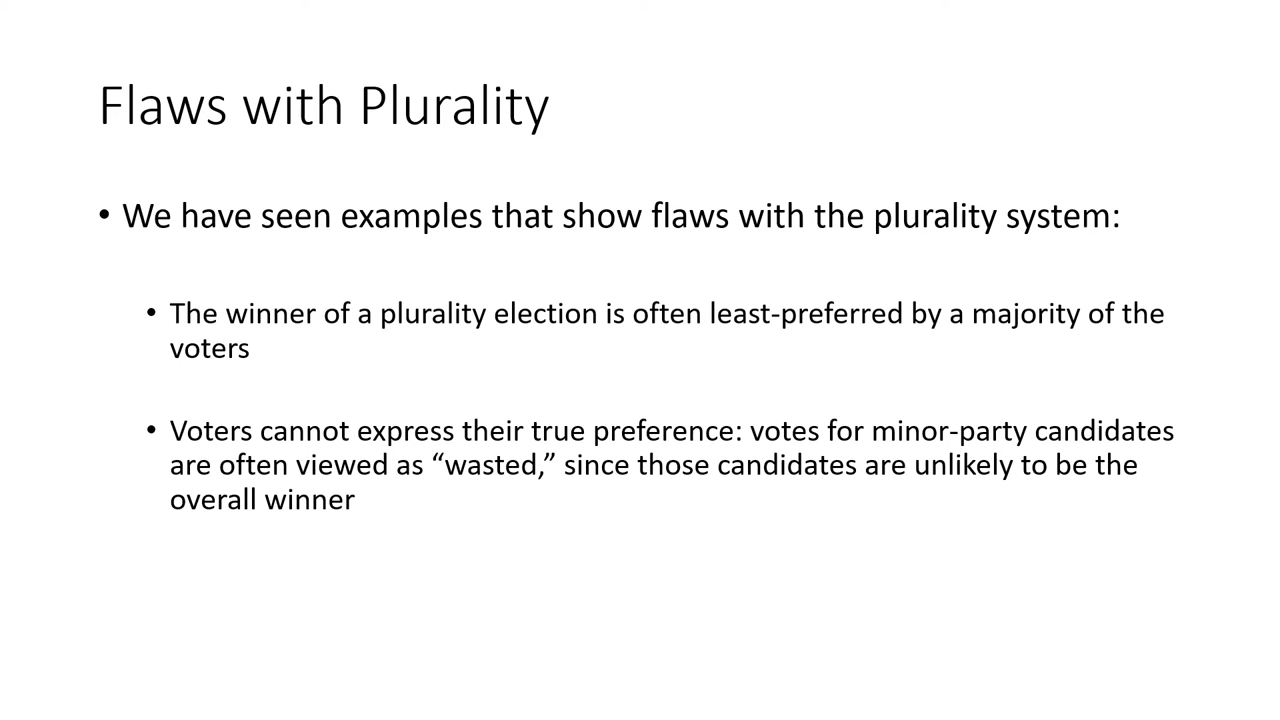 Flaws with Plurality
• We have seen examples that show flaws with the plurality system:
• The winner of a plurality election is often least-preferred by a majority of the
voters
• Voters cannot express their true preference: votes for minor-party candidates
are often viewed as “wasted,” since those candidates are unlikely to be the
overall winner